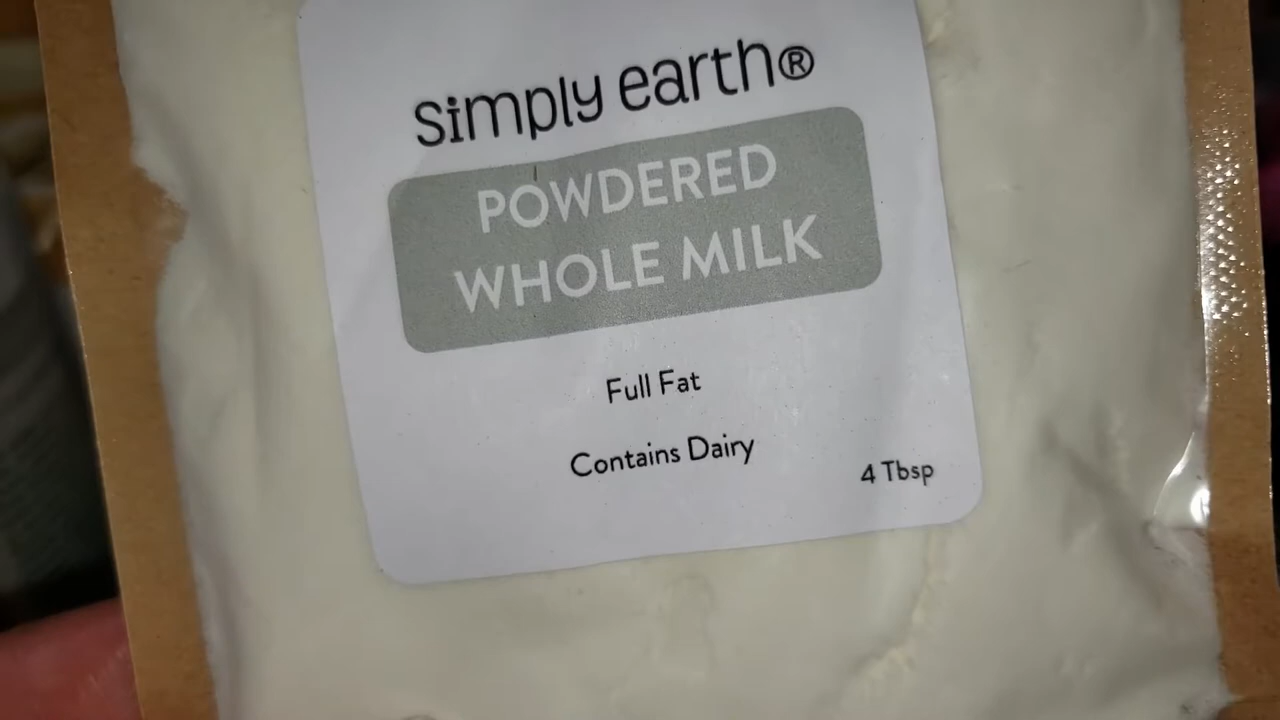 simply earth®
POWDERED
WHOLE MILK
Full Fat
Contains Dairy
4 Tbsp